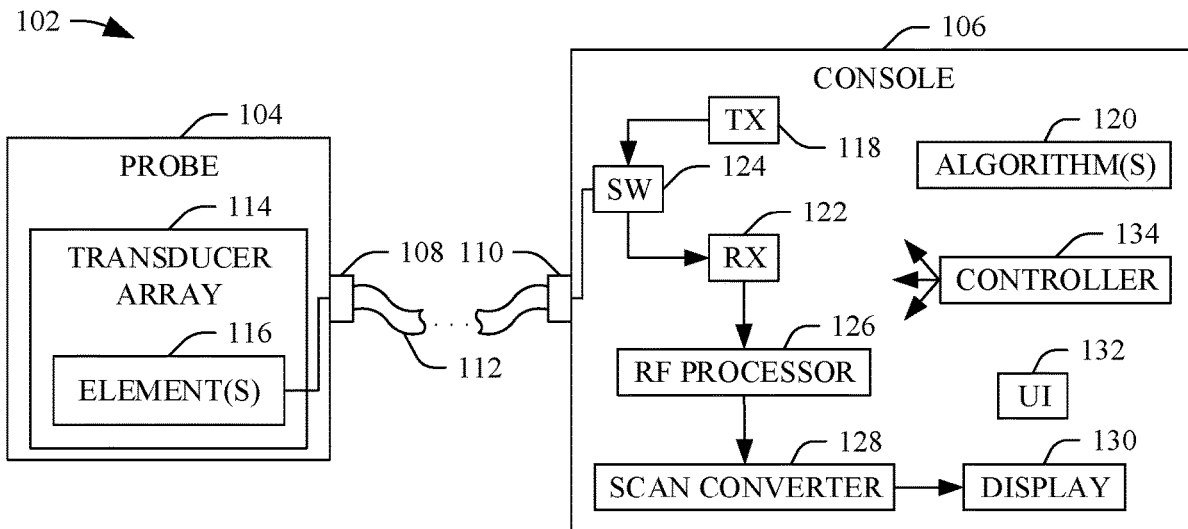 102
106
CONSOLE
104
PROBE
TX
118
120
ALGORITHM(S)
SW
124
114
TRANSDUCER
ARRAY
108
110
122
RX
134
CONTROLLER
116
ELEMENT(S)
112
126
RF PROCESSOR
132
UI
128
SCAN CONVERTER
130
DISPLAY